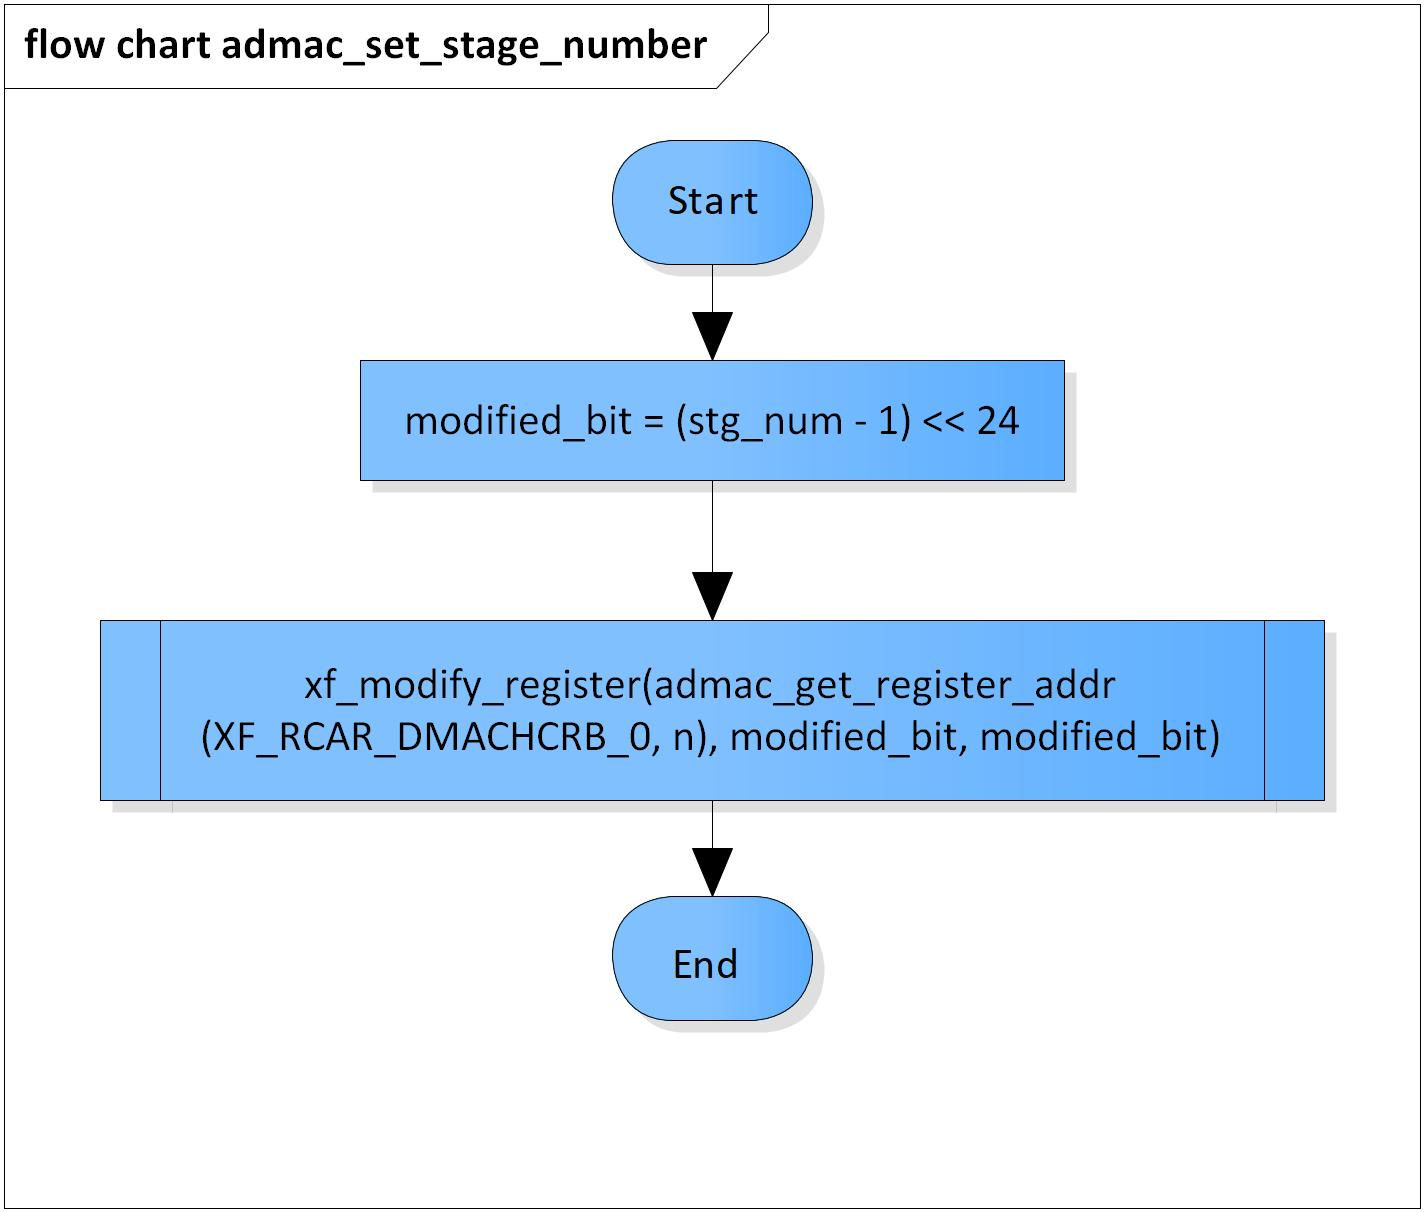 flow chart admac_set_stage_number
Start
modified_bit = (stg_num - 1) << 24
xf_modify_register(admac_get_register_addr
(XF_RCAR_DMACHCRB_0, n), modified_bit, modified_bit)
End